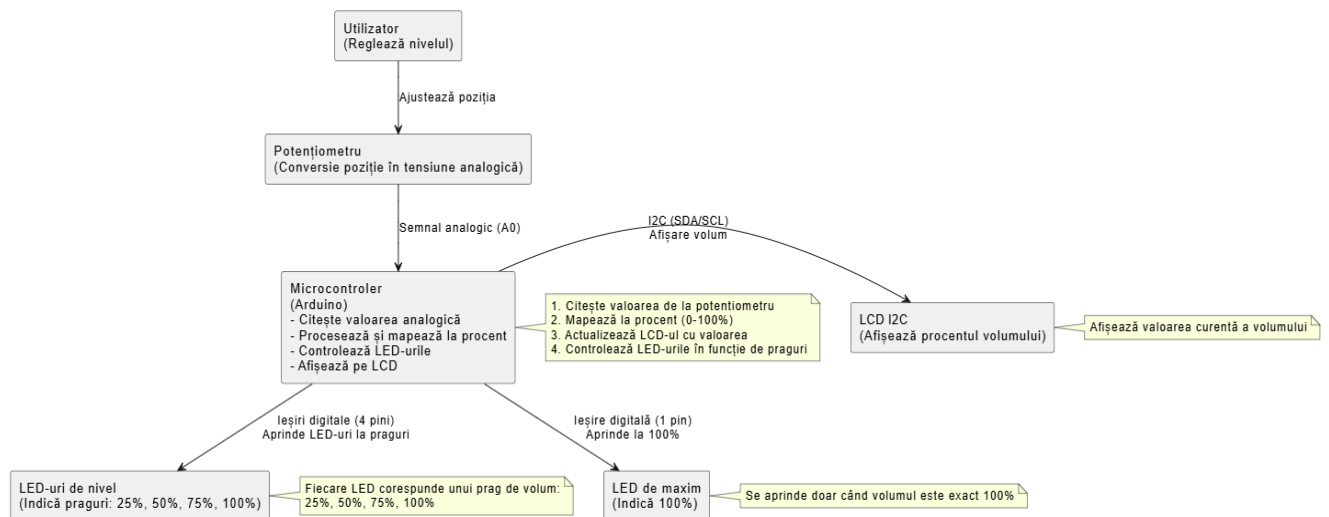 Utilizator
(Reglează nivelul)
Ajustează poziția
Potențiometru
(Conversie poziție în tensiune analogică)
Semnal analogic (A0)
I2C (SDA/SCL)
Afișare volum
Microcontroler
(Arduino)
- Citește valoarea analogică
- Procesează și mapează la procent
- Controlează LED-urile
- Afișează pe LCD
1. Citește valoarea de la potentiometru
2. Mapează la procent (0-100%)
3. Actualizează LCD-ul cu valoarea
4. Controlează LED-urile în funcție de praguri
LCD I2C
(Afișează procentul volumului)
Afișează valoarea curentă a volumului
Ieșiri digitale (4 pini)
Aprinde LED-uri la praguri
Ieșire digitală (1 pin)
Aprinde la 100%
LED-uri de nivel
(Indică praguri: 25%, 50%, 75%, 100%)
Fiecare LED corespunde unui prag de volum:
25%, 50%, 75%, 100%
LED de maxim
(Indică 100%)
Se aprinde doar când volumul este exact 100%